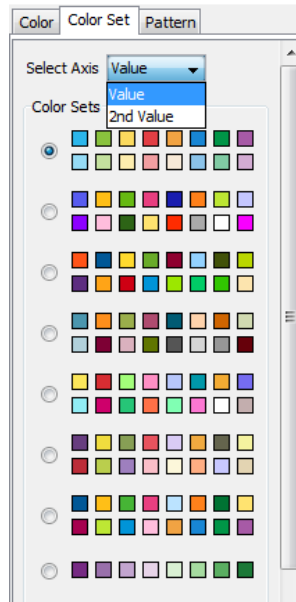 Color Color Set Pattern
Select Axis Value
Value
2nd Value
Color Sets